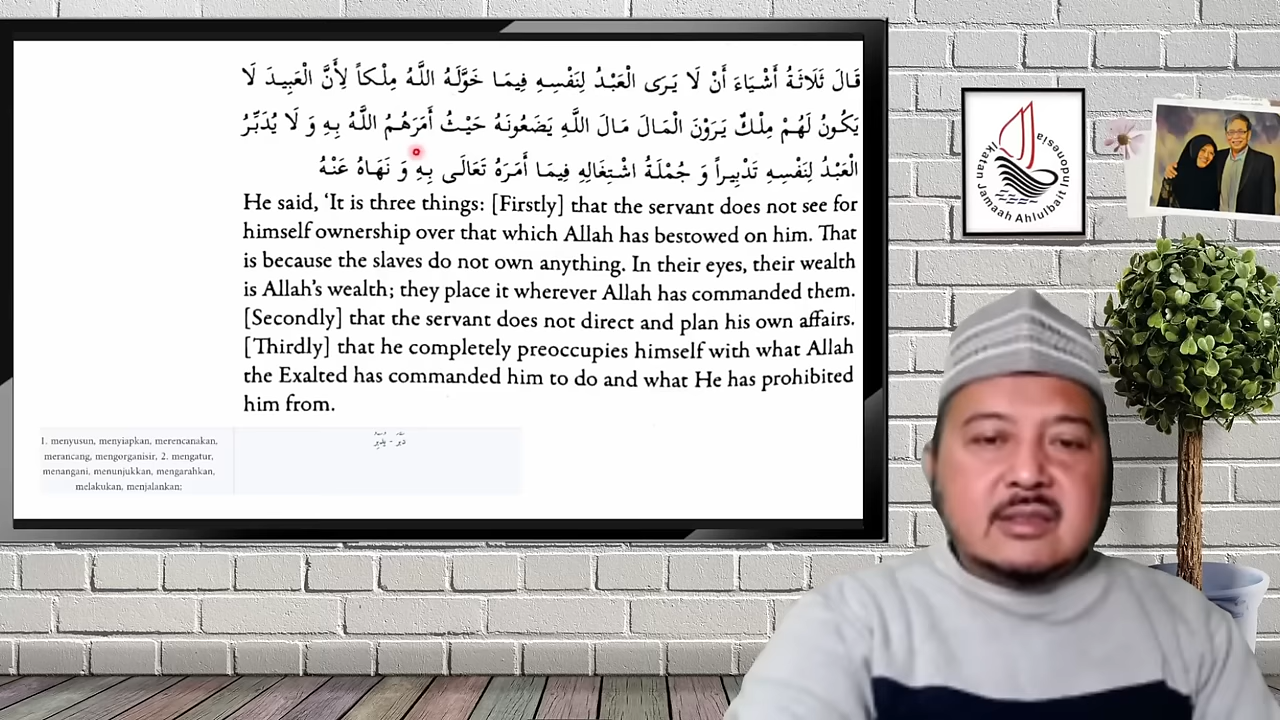 قَالَ ثَلَاثَةُ أَشْيَاءَ أَنْ لَا يَرَى الْعَبْدُ لِنَفْسِهِ فِيمَا خَوَّلَهُ اللَّهُ مِلْكاً لِأَنَّ الْعَبِيدَ لَا
يَكُونُ لَهُمْ مِلْكٌ يَرَوْنَ الْمَالَ مَالَ اللَّهِ يَضَعُونَهُ حَيْثُ أَمَرَهُمُ اللَّهُ بِهِ وَ لَا يُدَبِّرُ
الْعَبْدُ لِنَفْسِهِ تَدْبِيراً وَ جُمْلَةُ اشْتِغَالِهِ فِيمَا أَمَرَهُ تَعَالَى بِهِ وَ نَهَاهُ عَنْهُ
He said, ‘It is three things: [Firstly] that the servant does not see for
himself ownership over that which Allah has bestowed on him. That
is because the slaves do not own anything. In their eyes, their wealth
is Allah’s wealth; they place it wherever Allah has commanded them.
[Secondly] that the servant does not direct and plan his own affairs.
[Thirdly] that he completely preoccupies himself with what Allah
the Exalted has commanded him to do and what He has prohibited
him from.
1. menyusun, menyiapkan, merencanakan,
merancang, mengorganisir, 2. mengatur,
menangani, menunjukkan, mengarahkan,
melakukan, menjalankan;
دَبَّرَ - يُدَبِّرُ
Ikatan Jamaah Ahlulbait Indonesia